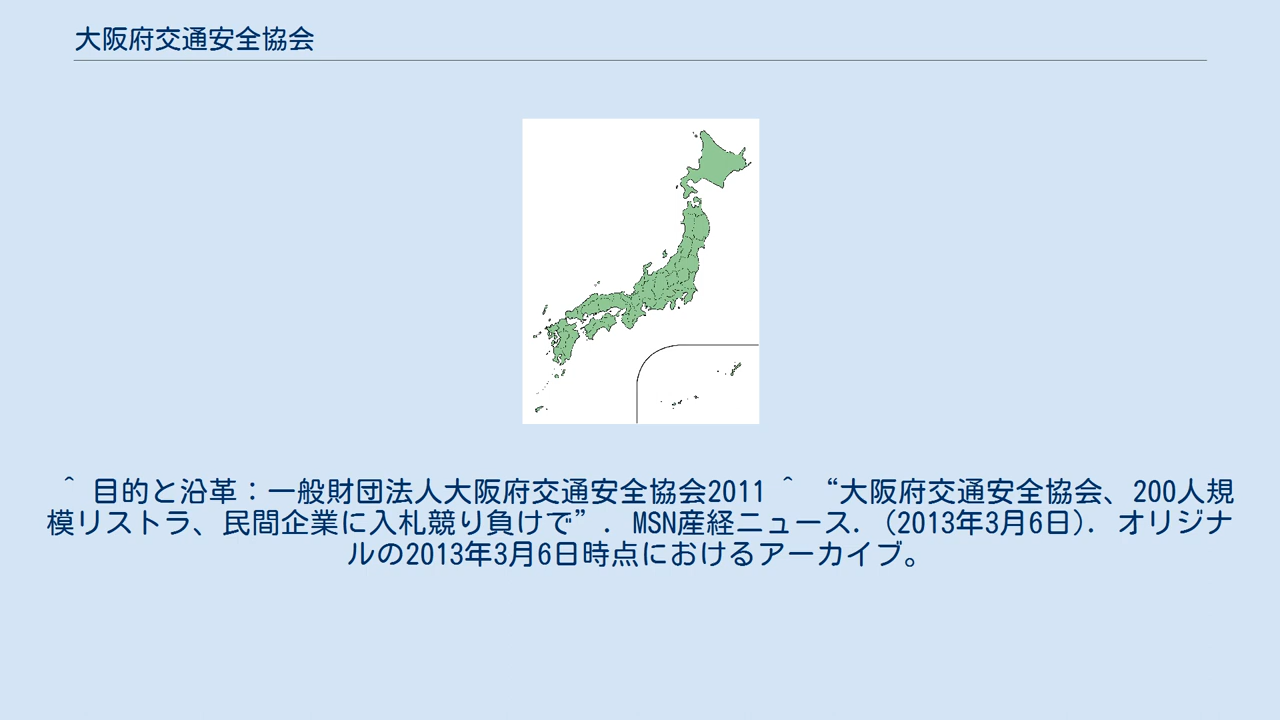 大阪府交通安全協会
^ 目的と沿革：一般財団法人大阪府交通安全協会2011 ^ “大阪府交通安全協会、200人規
模リストラ、民間企業に入札競り負けで”. MSN産経ニュース. (2013年3月6日). オリジナ
ルの2013年3月6日時点におけるアーカイブ。